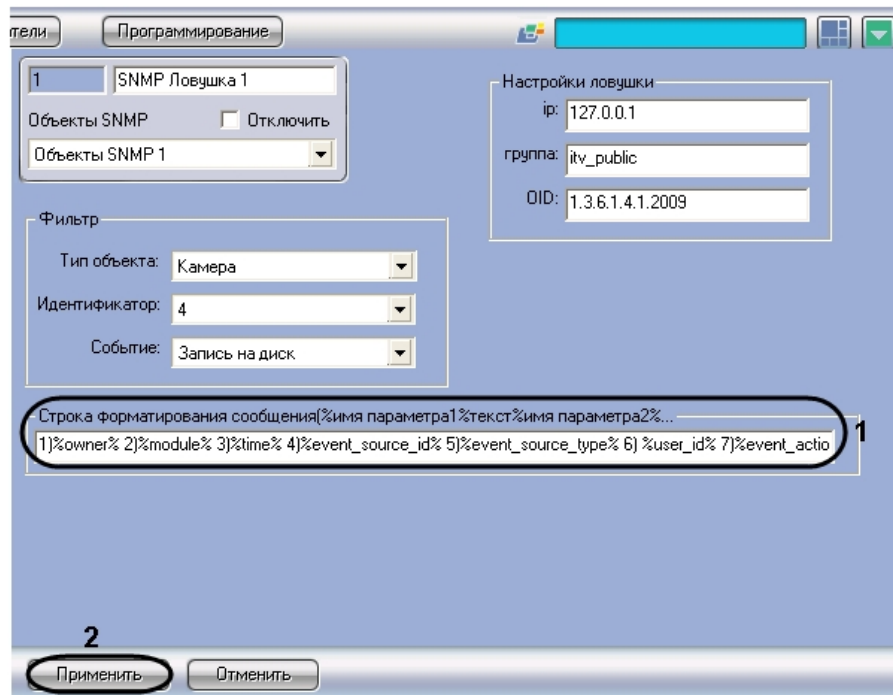 Программирование
1 SNMP Ловушка 1
Объекты SNMP Отключить
Объекты SNMP 1
Настройки ловушки
ip: 127.0.0.1
группа: itv_public
OID: 1.3.6.1.4.1.2009
Фильтр
Тип объекта: Камера
Идентификатор: 4
Событие: Запись на диск
Строка форматирования сообщения(%имя параметра1%текст%имя параметра2%...
1)%owner% 2)%module% 3)%time% 4)%event_source_id% 5)%event_source_type% 6) %user_id% 7)%event_actio
1
2
Применить Отменить